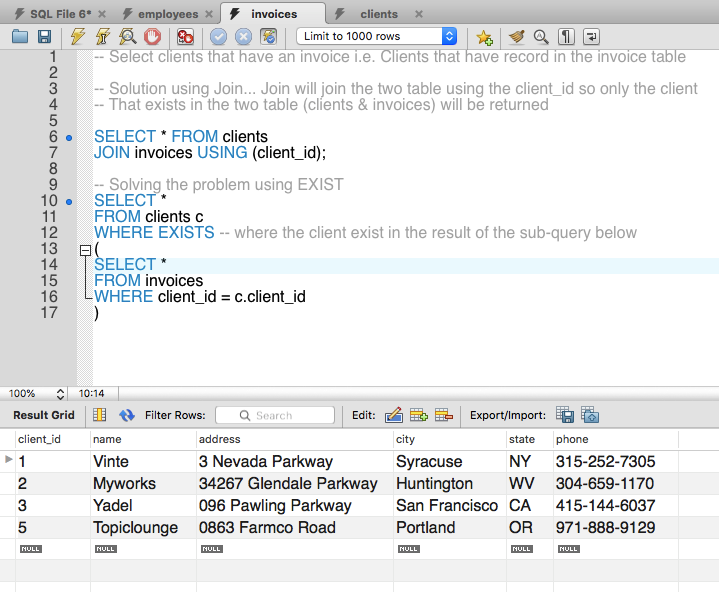 SQL File 6* employees invoices clients
Limit to 1000 rows
1 -- Select clients that have an invoice i.e. Clients that have record in the invoice table
2
3 -- Solution using Join... Join will join the two table using the client_id so only the client
4 -- That exists in the two table (clients & invoices) will be returned
5
6 SELECT * FROM clients
7 JOIN invoices USING (client_id);
8
9 -- Solving the problem using EXIST
10 SELECT *
11 FROM clients c
12 WHERE EXISTS -- where the client exist in the result of the sub-query below
13 (
14 SELECT *
15 FROM invoices
16 WHERE client_id = c.client_id
17 )
100% 10:14
Result Grid Filter Rows: Search Edit: Export/Import:
client_id name address city state phone
1 Vinte 3 Nevada Parkway Syracuse NY 315-252-7305
2 Myworks 34267 Glendale Parkway Huntington WV 304-659-1170
3 Yadel 096 Pawling Parkway San Francisco CA 415-144-6037
5 Topiclounge 0863 Farmco Road Portland OR 971-888-9129
NULL NULL NULL NULL NULL NULL